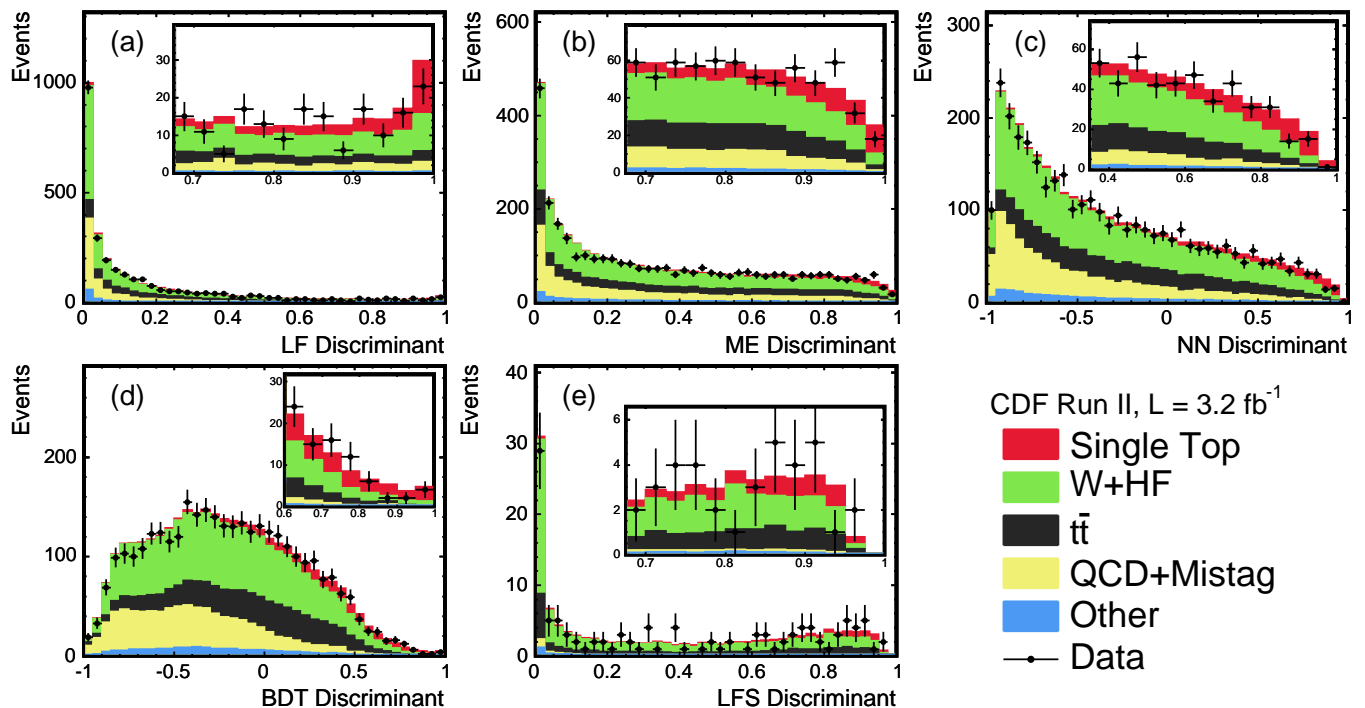 Events
(a)
1000
500
0
0 0.2 0.4 0.6 0.8 1
LF Discriminant
30
20
10
0
0.7 0.8 0.9 1
Events
(b)
600
400
200
0
0 0.2 0.4 0.6 0.8 1
ME Discriminant
60
40
20
0
0.7 0.8 0.9 1
Events
(c)
300
200
100
0
-1 -0.5 0 0.5 1
NN Discriminant
60
40
20
0
0.4 0.6 0.8 1
Events
(d)
200
100
0
-1 -0.5 0 0.5 1
BDT Discriminant
30
20
10
0
0.6 0.7 0.8 0.9 1
Events
(e)
40
30
20
10
0
0 0.2 0.4 0.6 0.8 1
LFS Discriminant
6
4
2
0
0.7 0.8 0.9 1
CDF Run II, L = 3.2 fb⁻¹
Single Top
W+HF
tt̄
QCD+Mistag
Other
Data